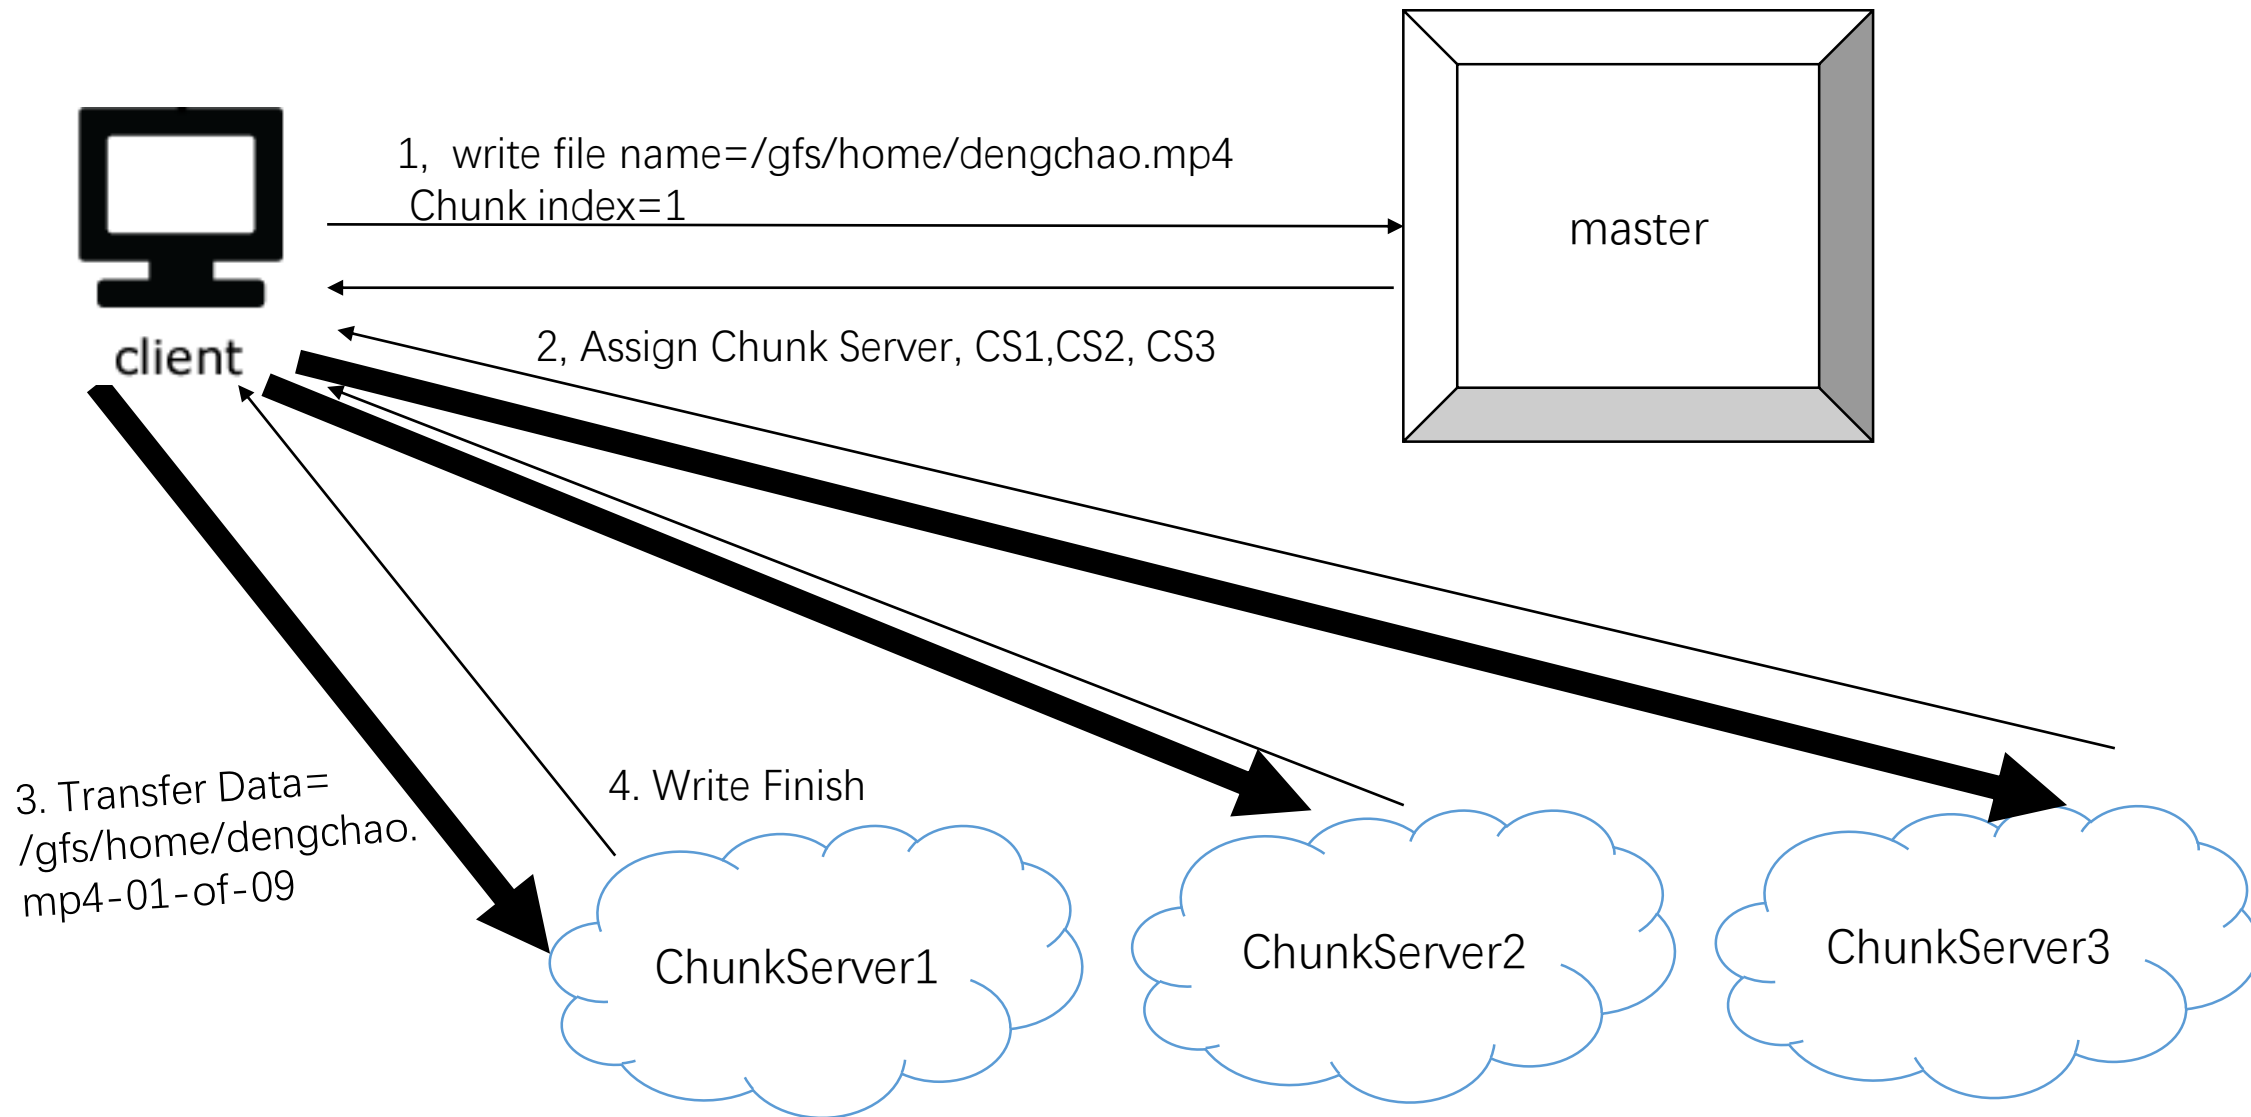 1,  write file name=/gfs/home/dengchao.mp4
Chunk index=1
master
client
2, Assign Chunk Server, CS1,CS2, CS3
3. Transfer Data=
/gfs/home/dengchao.
mp4-01-of-09
4. Write Finish
ChunkServer1
ChunkServer2
ChunkServer3